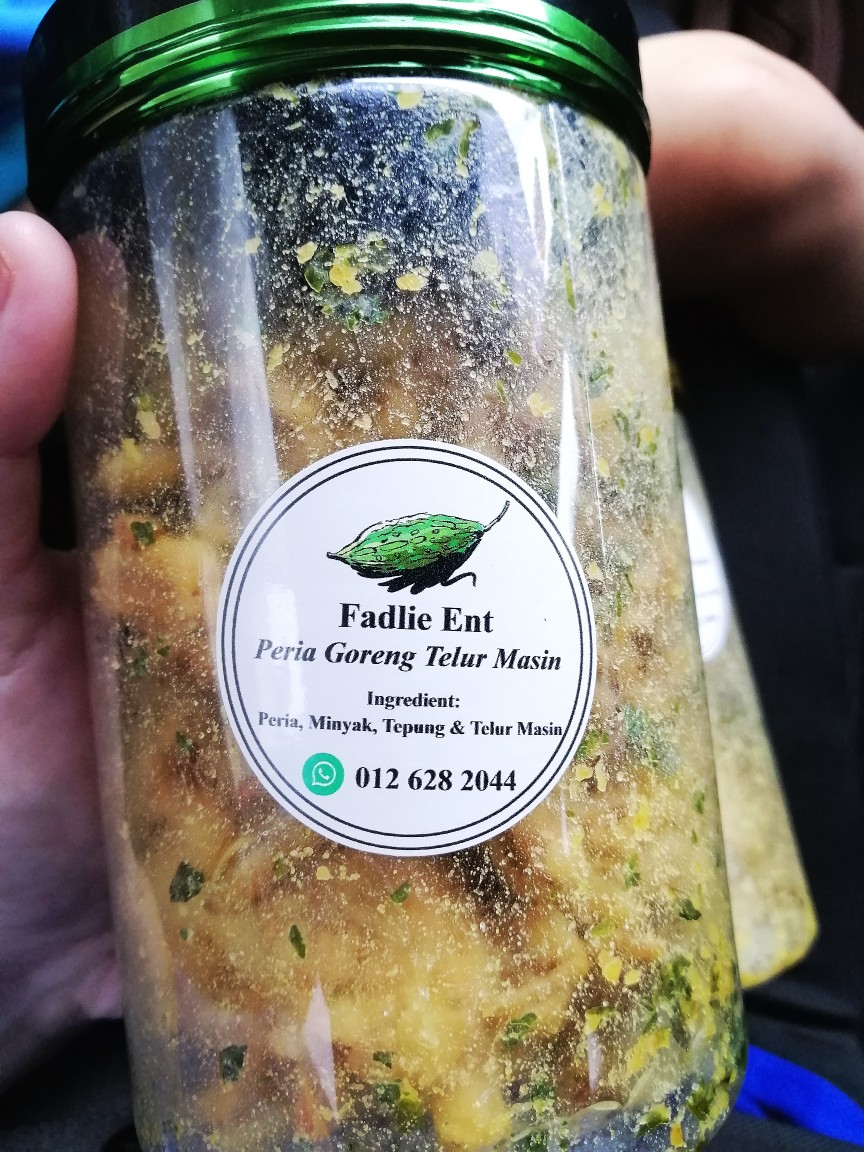 Fadlie Ent
Peria Goreng Telur Masin
Ingredient:
Peria, Minyak, Tepung & Telur Masin
012 628 2044